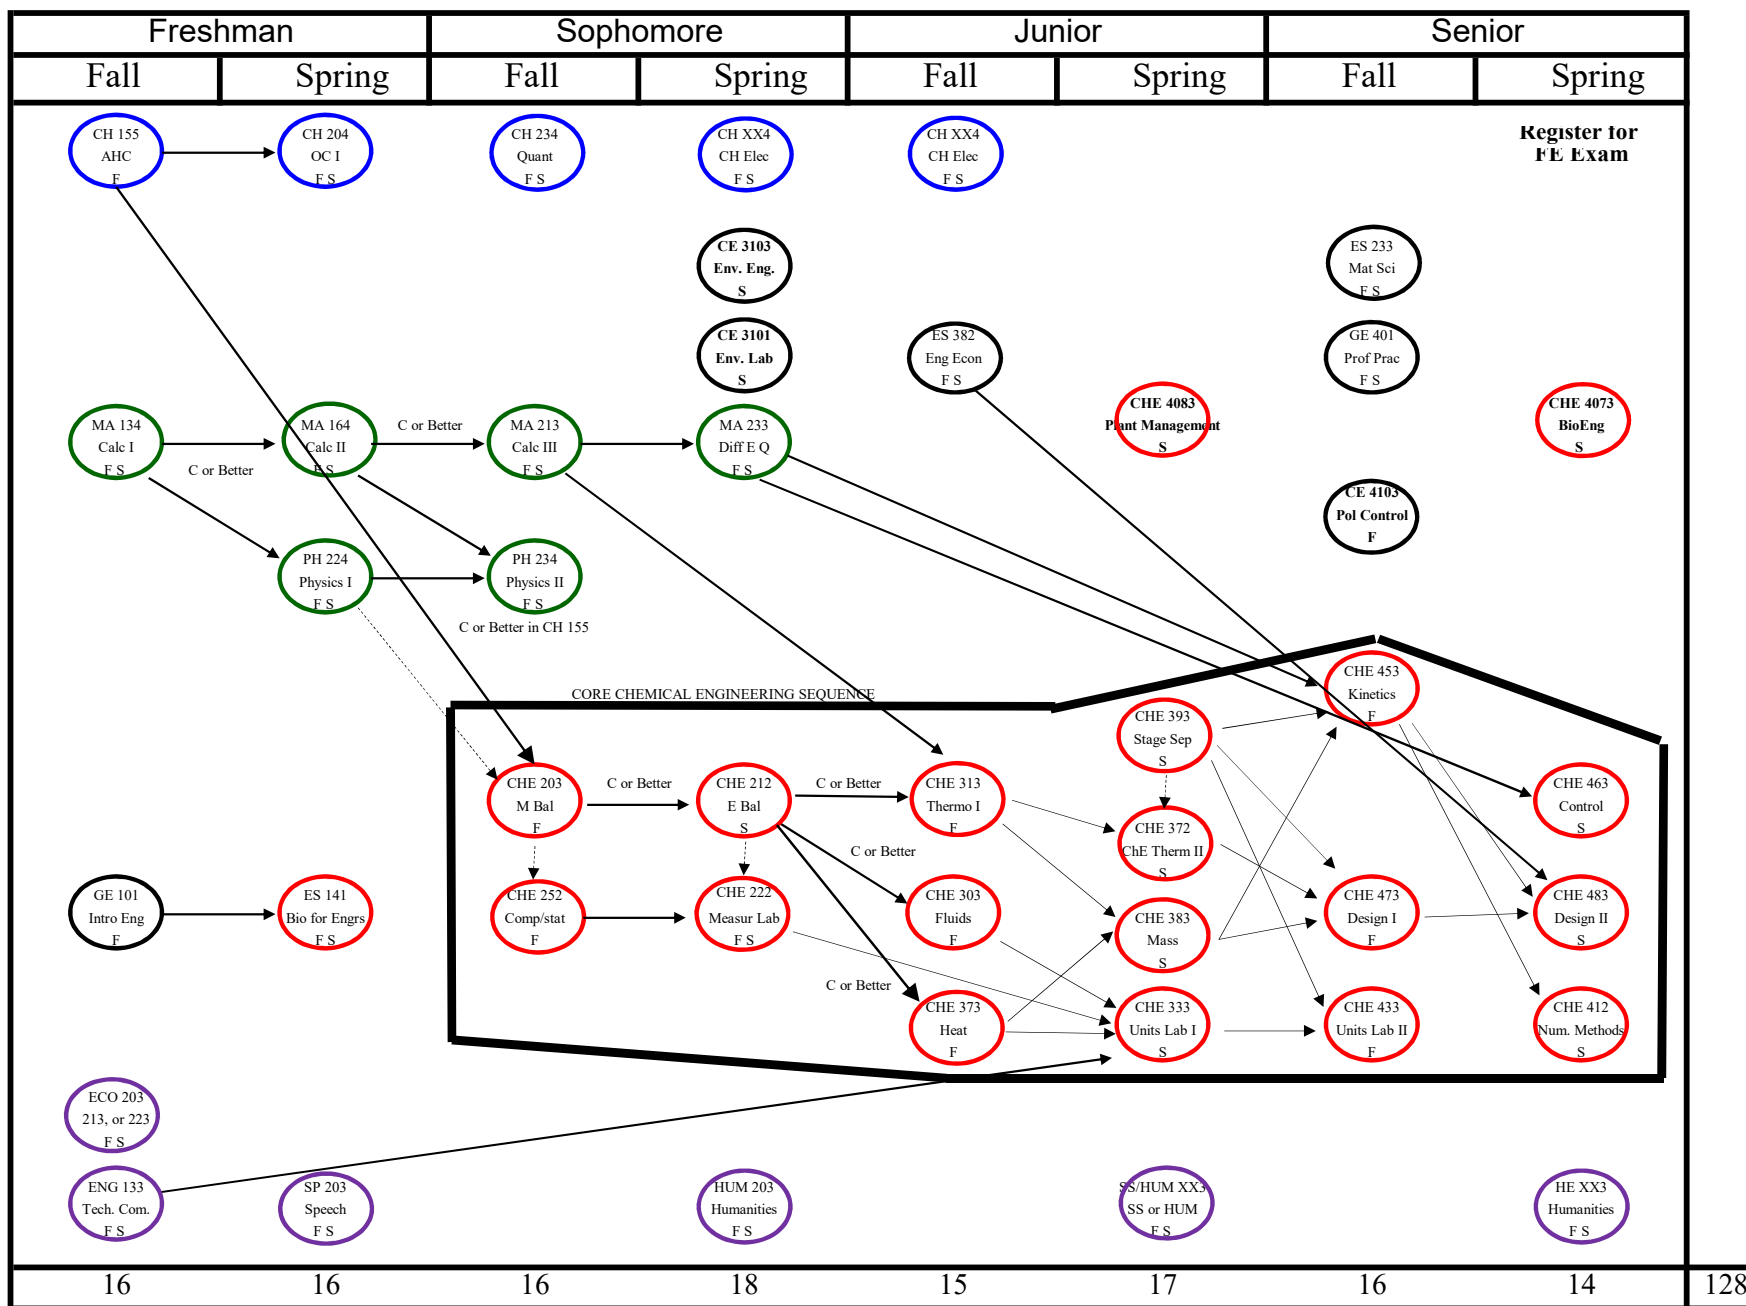 Freshman
Sophomore
Junior
Senior
Fall
Spring
Fall
Spring
Fall
Spring
Fall
Spring
CH 155
AHC
F
CH 204
OC I
F S
CH 234
Quant
F S
CH XX4
CH Elec
F S
CH XX4
CH Elec
F S
Register for
FE Exam
CE 3103
Env. Eng.
S
ES 233
Mat Sci
F S
CE 3101
Env. Lab
S
ES 382
Eng Econ
F S
GE 401
Prof Prac
F S
CHE 4083
Plant Management
S
CHE 4073
BioEng
S
MA 134
Calc I
F S
C or Better
MA 164
Calc II
F S
C or Better
MA 213
Calc III
F S
MA 233
Diff E Q
F S
CE 4103
Pol Control
F
PH 224
Physics I
F S
PH 234
Physics II
F S
C or Better in CH 155
CORE CHEMICAL ENGINEERING SEQUENCE
CHE 453
Kinetics
F
CHE 393
Stage Sep
S
CHE 203
M Bal
F
C or Better
CHE 212
E Bal
S
C or Better
CHE 313
Thermo I
F
CHE 463
Control
S
CHE 372
ChE Therm II
S
C or Better
GE 101
Intro Eng
F
ES 141
Bio for Engrs
F S
CHE 252
Comp/stat
F
CHE 222
Measur Lab
F S
CHE 303
Fluids
F
CHE 383
Mass
S
CHE 473
Design I
F
CHE 483
Design II
S
C or Better
CHE 373
Heat
F
CHE 333
Units Lab I
S
CHE 433
Units Lab II
F
CHE 412
Num. Methods
S
ECO 203
213, or 223
F S
ENG 133
Tech. Com.
F S
SP 203
Speech
F S
HUM 203
Humanities
F S
SS/HUM XX3
SS or HUM
F S
HE XX3
Humanities
F S
16
16
16
18
15
17
16
14
128